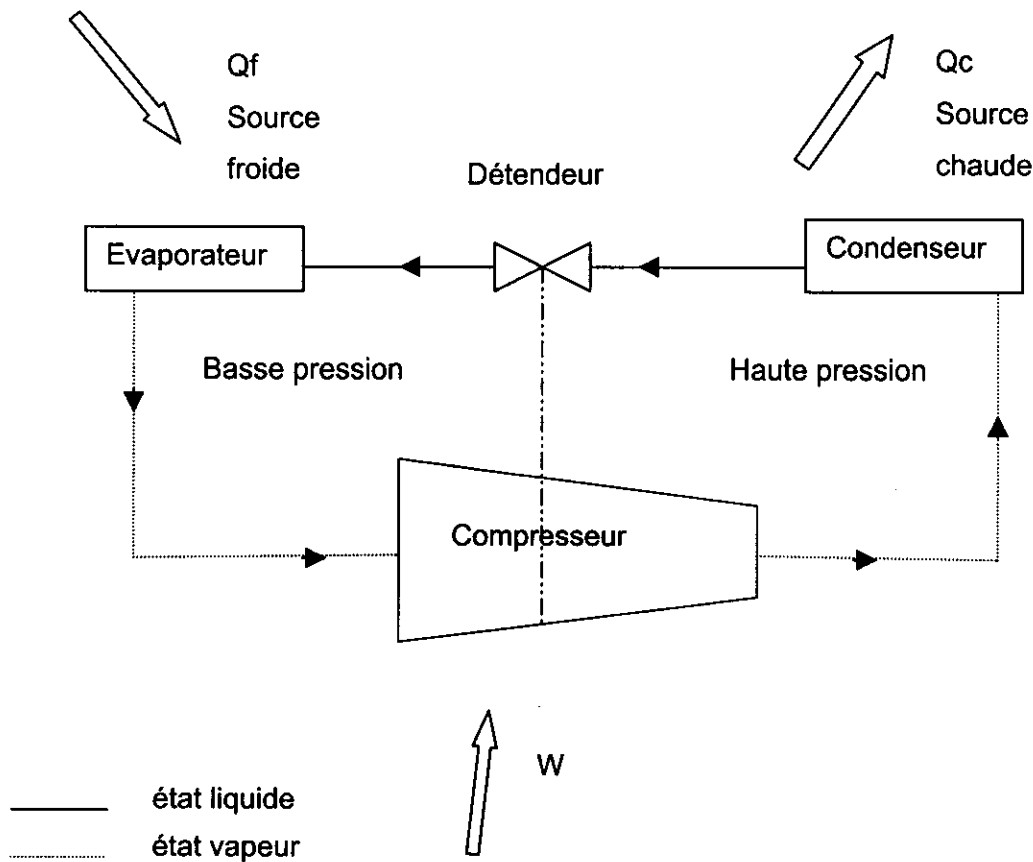 Qf
Source
froide
Qc
Source
chaude
Détendeur
Evaporateur
Condenseur
Basse pression
Haute pression
Compresseur
W
état liquide
état vapeur